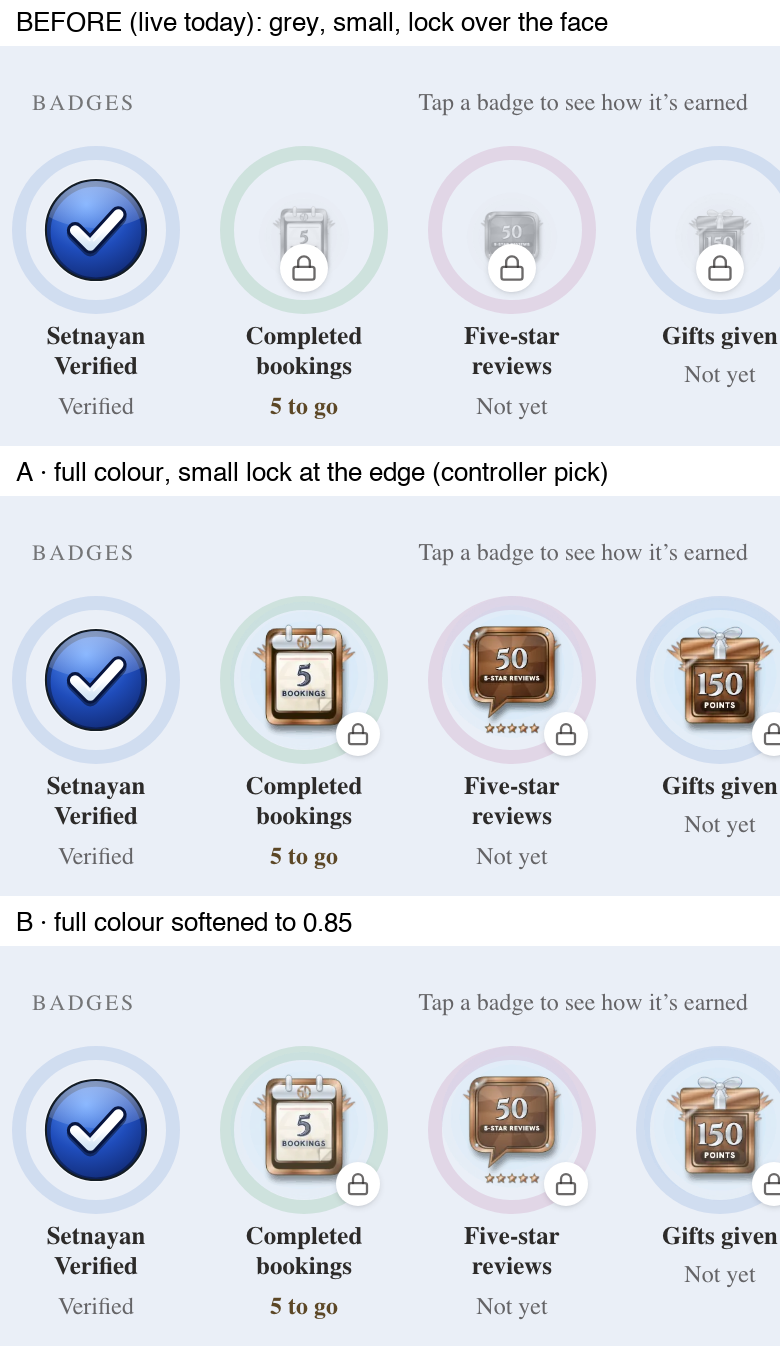 BEFORE (live today): grey, small, lock over the face
BADGES
Tap a badge to see how it’s earned
5
50
150
Setnayan
Verified
Completed
bookings
Five-star
reviews
Gifts given
Verified
5 to go
Not yet
Not yet
A · full colour, small lock at the edge (controller pick)
BADGES
Tap a badge to see how it’s earned
5
BOOKINGS
50
5-STAR REVIEWS
150
POINTS
Setnayan
Verified
Completed
bookings
Five-star
reviews
Gifts given
Verified
5 to go
Not yet
Not yet
B · full colour softened to 0.85
BADGES
Tap a badge to see how it’s earned
5
BOOKINGS
50
5-STAR REVIEWS
150
POINTS
Setnayan
Verified
Completed
bookings
Five-star
reviews
Gifts given
Verified
5 to go
Not yet
Not yet